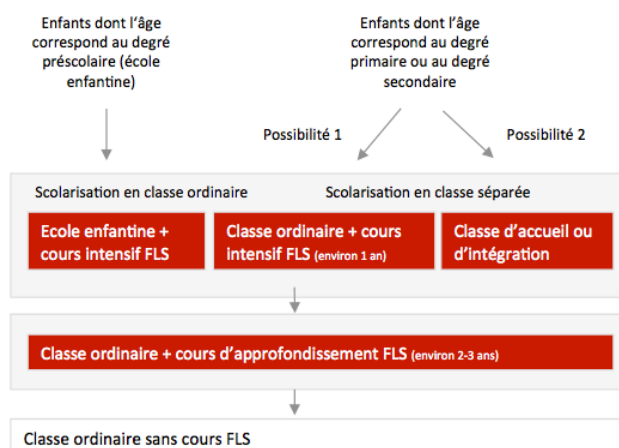 Enfants dont l'âge
correspond au degré
préscolaire (école
enfantine)
Enfants dont l'âge
correspond au degré
primaire ou au degré
secondaire
Possibilité 1
Possibilité 2
Scolarisation en classe ordinaire
Scolarisation en classe séparée
Ecole enfantine +
cours intensif FLS
Classe ordinaire + cours
intensif FLS (environ 1 an)
Classe d'accueil ou
d'intégration
Classe ordinaire + cours d'approfondissement FLS (environ 2-3 ans)
Classe ordinaire sans cours FLS